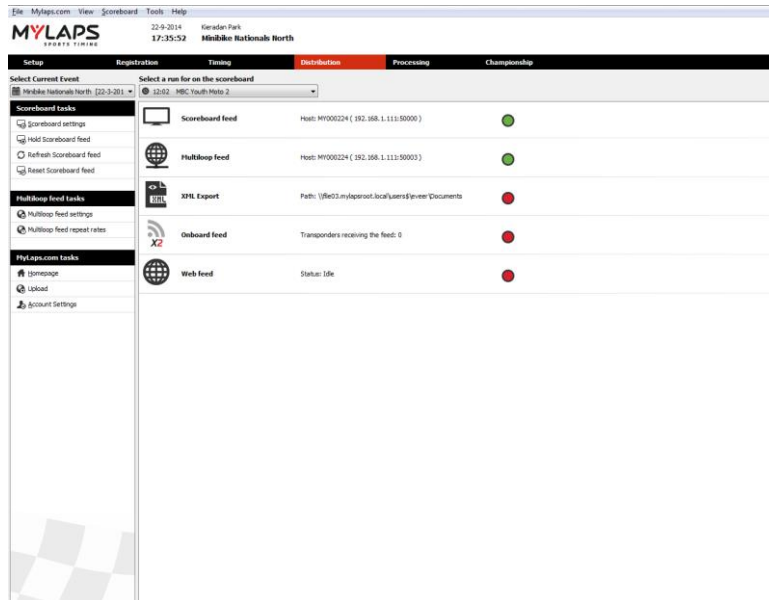 File Mylaps.com View Scoreboard Tools Help
MYLAPS
SPORTS TIMING
22-9-2014 Kieradan Park
17:35:52 Minibike Nationals North
Setup Registration Timing Distribution Processing Championship
Select Current Event Select a run for on the scoreboard
Minibike Nationals North [22-3-201 12:02 MBC Youth Moto 2
Scoreboard tasks
Scoreboard settings
Hold Scoreboard feed
Refresh Scoreboard feed
Reset Scoreboard feed
Multiloop feed tasks
Multiloop feed settings
Multiloop feed repeat rates
MyLaps.com tasks
Homepage
Upload
Account Settings
Scoreboard feed Host: MY000224 ( 192.168.1.111:50000 )
Multiloop feed Host: MY000224 ( 192.168.1.111:50003 )
XML
XML Export Path: \\file03.mylapsroot.local\users$\eveer\Documents
X2
Onboard feed Transponders receiving the feed: 0
Web feed Status: Idle